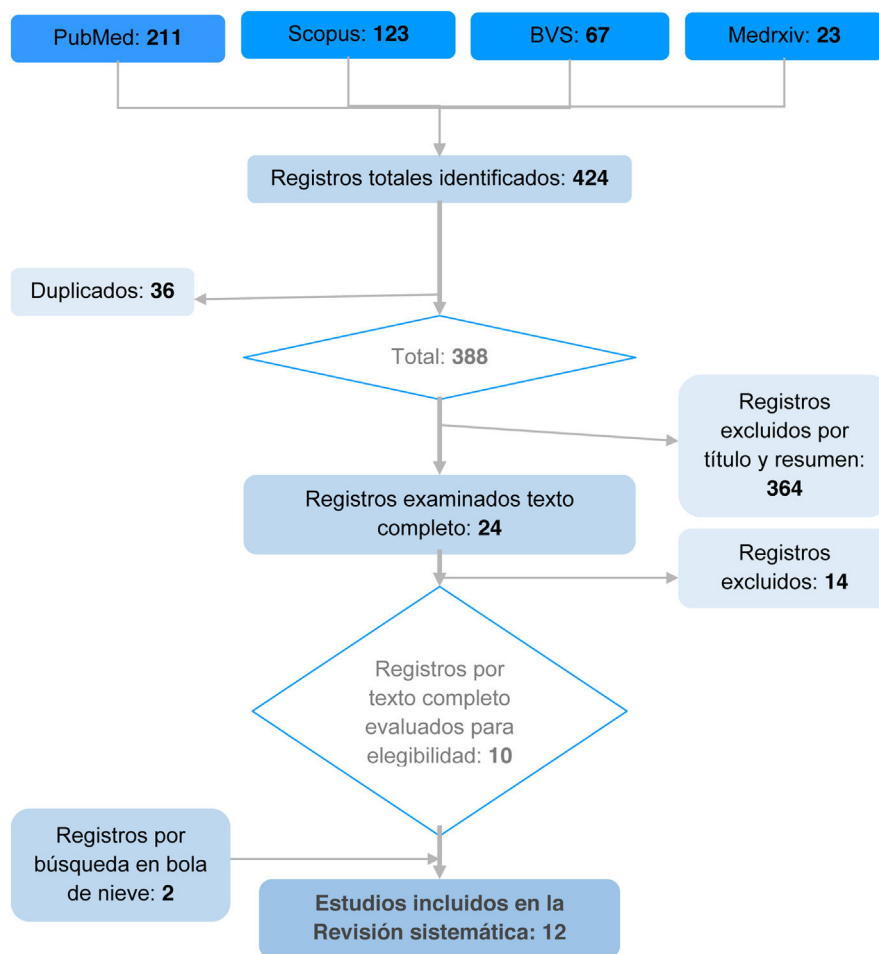 PubMed: 211
Scopus: 123
BVS: 67
Medrxiv: 23
Registros totales identificados: 424
Duplicados: 36
Total: 388
Registros
excluidos por
título y resumen:
364
Registros examinados texto
completo: 24
Registros
excluidos: 14
Registros por
texto completo
evaluados para
elegibilidad: 10
Registros por
búsqueda en bola
de nieve: 2
Estudios incluidos en la
Revisión sistemática: 12